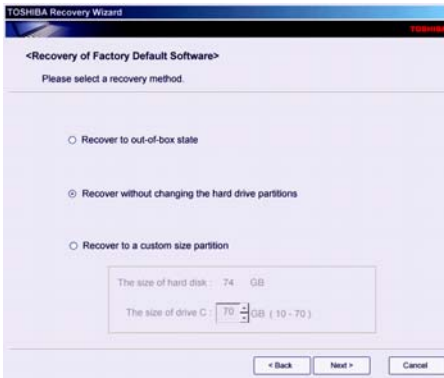 TOSHIBA Recovery Wizard
TOSHIBA
<Recovery of Factory Default Software>
Please select a recovery method.
Recover to out-of-box state
Recover without changing the hard drive partitions
Recover to a custom size partition
The size of hard disk : 74 GB
The size of drive C : 70 GB ( 10 - 70 )
< Back Next > Cancel